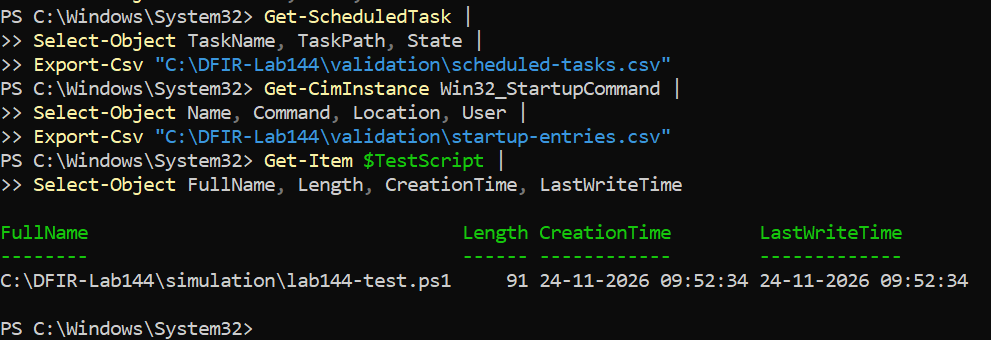 PS C:\Windows\System32> Get-ScheduledTask |
>> Select-Object TaskName, TaskPath, State |
>> Export-Csv "C:\DFIR-Lab144\validation\scheduled-tasks.csv"
PS C:\Windows\System32> Get-CimInstance Win32_StartupCommand |
>> Select-Object Name, Command, Location, User |
>> Export-Csv "C:\DFIR-Lab144\validation\startup-entries.csv"
PS C:\Windows\System32> Get-Item $TestScript |
>> Select-Object FullName, Length, CreationTime, LastWriteTime
FullName Length CreationTime LastWriteTime
-------- ------ ------------ -------------
C:\DFIR-Lab144\simulation\lab144-test.ps1 91 24-11-2026 09:52:34 24-11-2026 09:52:34
PS C:\Windows\System32>